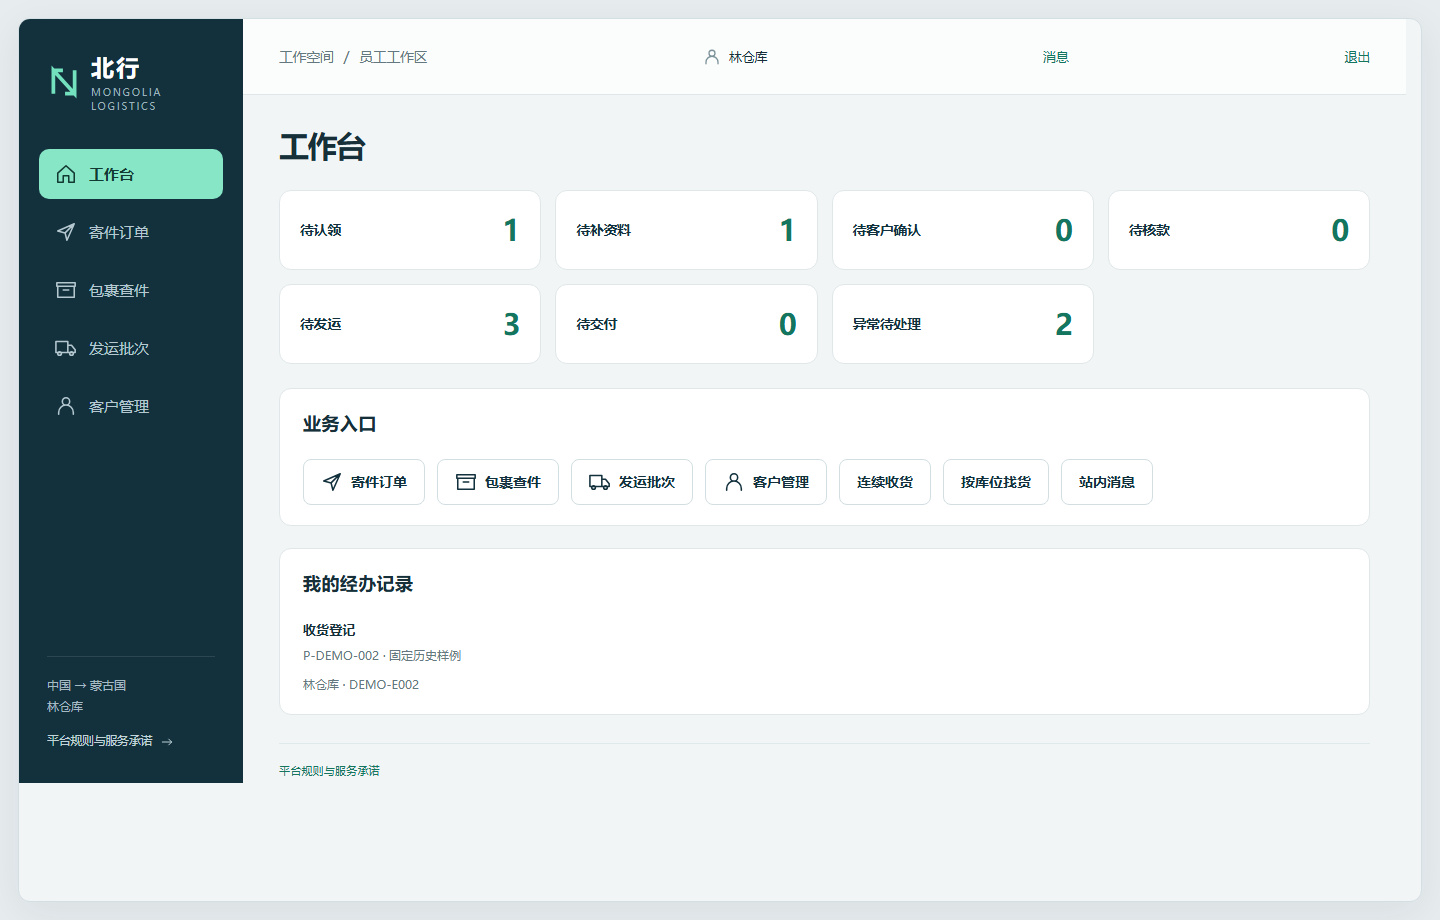 北行
MONGOLIA
LOGISTICS
工作台
寄件订单
包裹查件
发运批次
客户管理
中国 → 蒙古国
林仓库
平台规则与服务承诺 →
工作空间 / 员工工作区
林仓库
消息
退出
工作台
待认领 1
待补资料 1
待客户确认 0
待核款 0
待发运 3
待交付 0
异常待处理 2
业务入口
寄件订单
包裹查件
发运批次
客户管理
连续收货
按库位找货
站内消息
我的经办记录
收货登记
P-DEMO-002 · 固定历史样例
林仓库 · DEMO-E002
平台规则与服务承诺